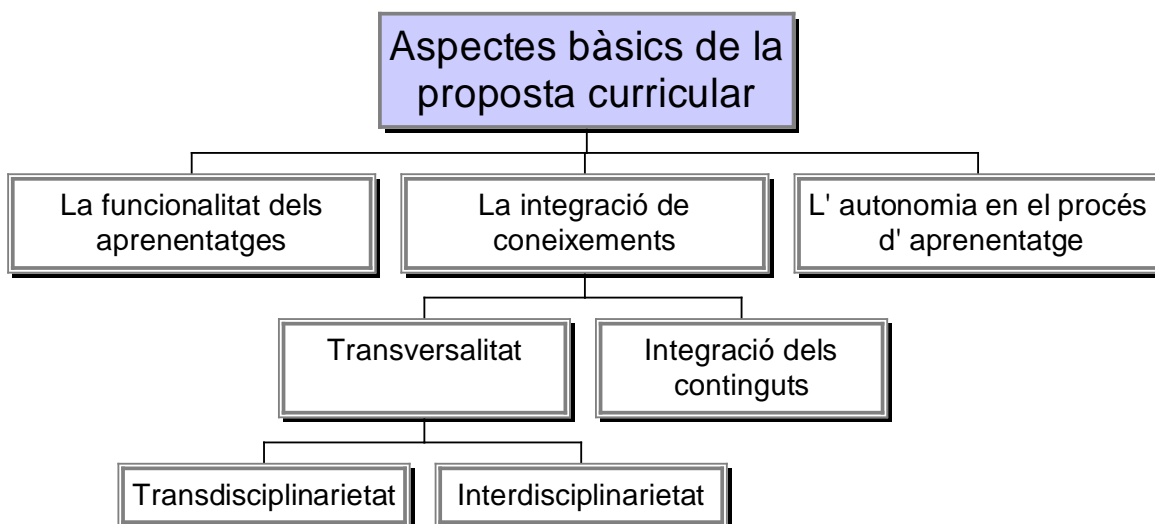 Aspectes bàsics de la
proposta curricular
La funcionalitat dels
aprenentatges
La integració de
coneixements
L' autonomia en el procés
d' aprenentatge
Transversalitat
Integració dels
continguts
Transdisciplinarietat
Interdisciplinarietat